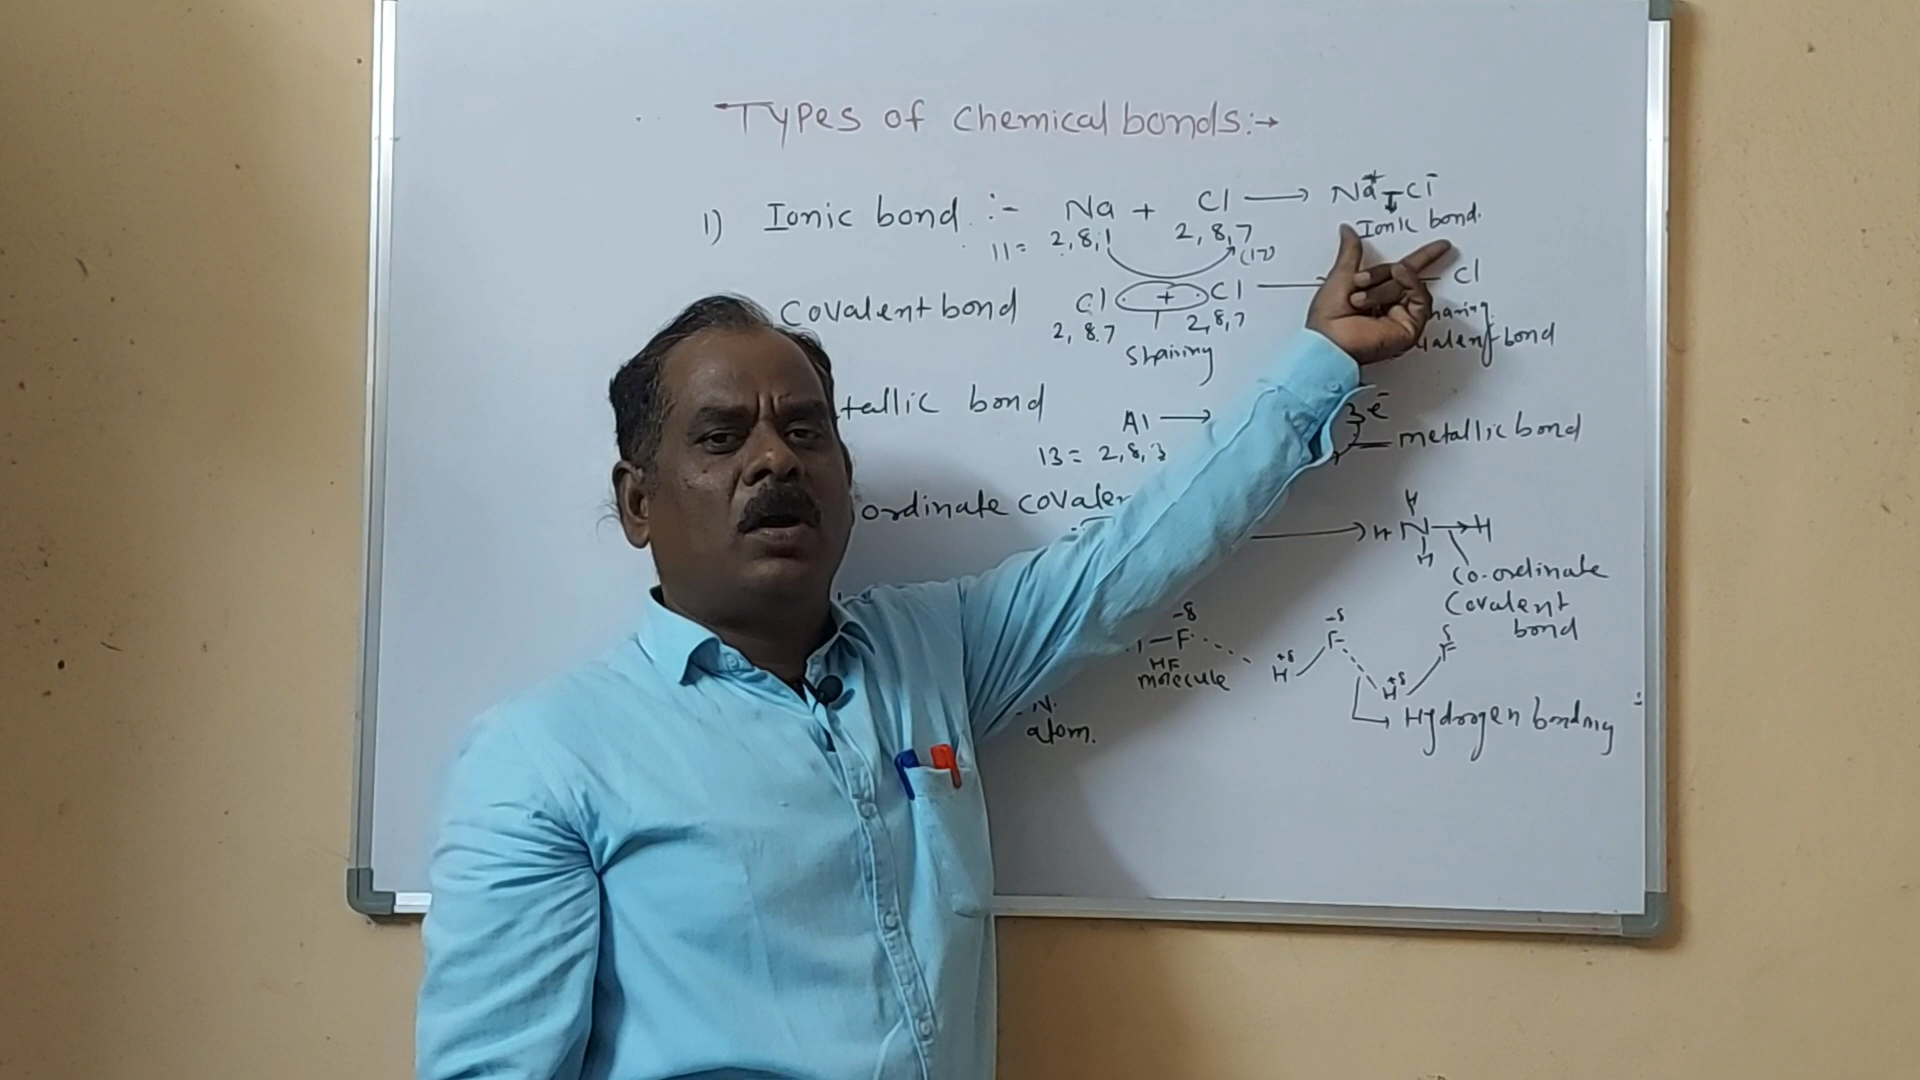 Types of chemical bonds:→
1) Ionic bond :- Na + Cl → Na⁺-Cl⁻
11= 2,8,1 2,8,7 (17) Ionic bond.
Covalent bond Cl + Cl → Cl
2, 8.7 2,8,7
Sharing bond
tallic bond Al → 3e⁻
13 = 2,8,3 metallic bond
ordinate covalen → H N→H
H
H
Co-ordinate
Covalent
bond
-δ
F
HF
molecule
+δ H -δ F
+δ H δ F
N.
atom.
Hydrogen bonding